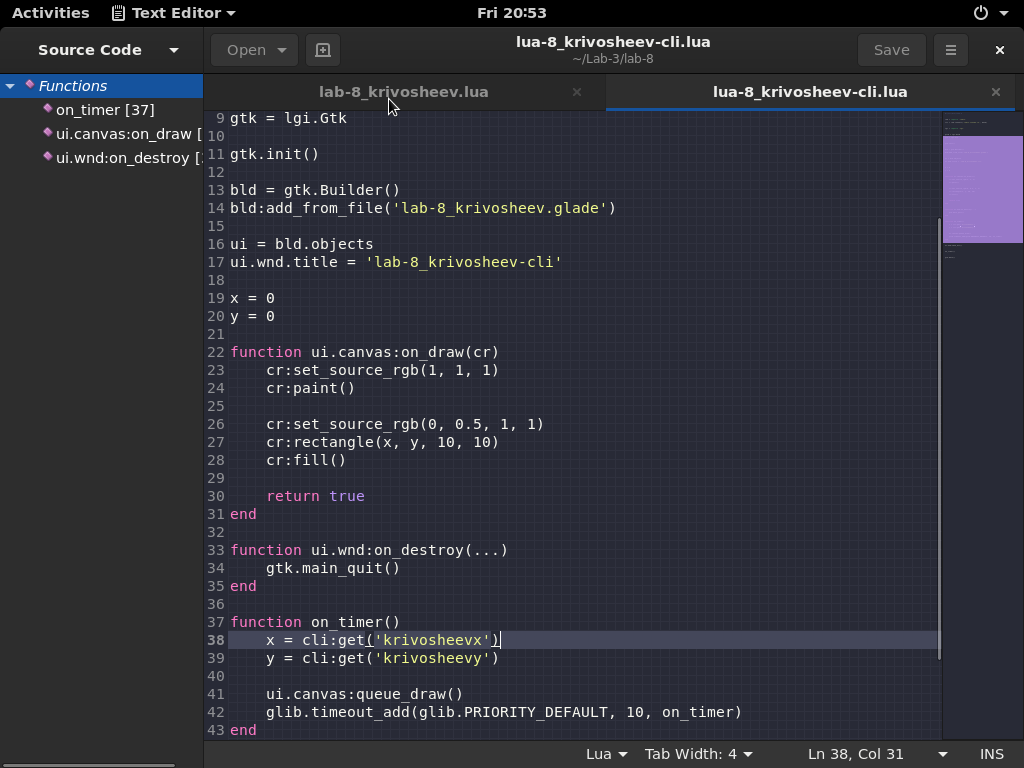 Activities Text Editor Fri 20:53
Source Code Open lua-8_krivosheev-cli.lua Save
~/Lab-3/lab-8
Functions
on_timer [37]
ui.canvas:on_draw [
ui.wnd:on_destroy [
lab-8_krivosheev.lua lua-8_krivosheev-cli.lua
9 gtk = lgi.Gtk
10
11 gtk.init()
12
13 bld = gtk.Builder()
14 bld:add_from_file('lab-8_krivosheev.glade')
15
16 ui = bld.objects
17 ui.wnd.title = 'lab-8_krivosheev-cli'
18
19 x = 0
20 y = 0
21
22 function ui.canvas:on_draw(cr)
23 cr:set_source_rgb(1, 1, 1)
24 cr:paint()
25
26 cr:set_source_rgb(0, 0.5, 1, 1)
27 cr:rectangle(x, y, 10, 10)
28 cr:fill()
29
30 return true
31 end
32
33 function ui.wnd:on_destroy(...)
34 gtk.main_quit()
35 end
36
37 function on_timer()
38 x = cli:get('krivosheevx')
39 y = cli:get('krivosheevy')
40
41 ui.canvas:queue_draw()
42 glib.timeout_add(glib.PRIORITY_DEFAULT, 10, on_timer)
43 end
Lua Tab Width: 4 Ln 38, Col 31 INS